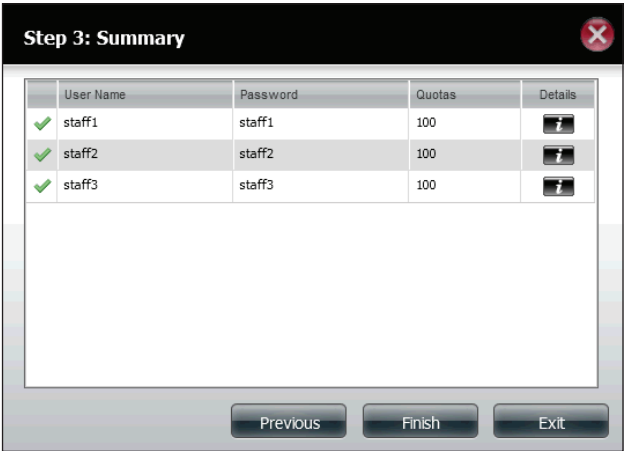 Step 3: Summary
User Name Password Quotas Details
staff1 staff1 100 i
staff2 staff2 100 i
staff3 staff3 100 i
Previous Finish Exit